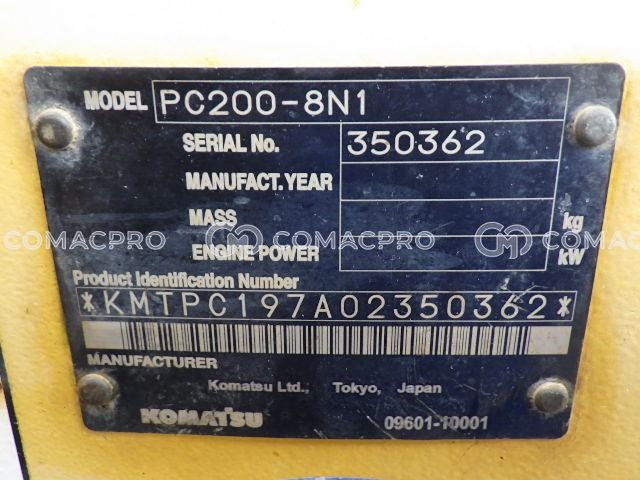 MODEL PC200-8N1
SERIAL No. 350362
MANUFACT. YEAR
MASS kg
COMACPRO COMACPRO COMACPRO
ENGINE POWER kW
Product Identification Number
*KMTPC197A02350362*
MANUFACTURER
Komatsu Ltd., Tokyo, Japan
KOMATSU 09601-10001